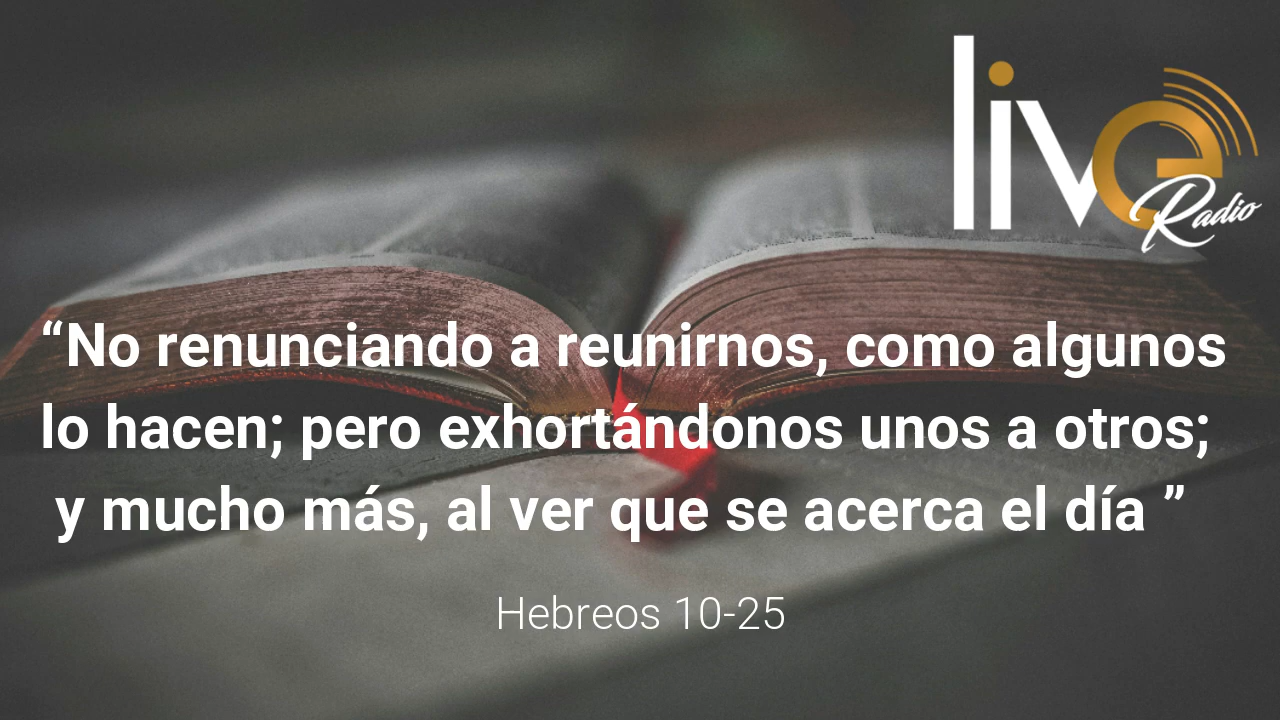 live
Radio
“No renunciando a reunirnos, como algunos
lo hacen; pero exhortándonos unos a otros;
y mucho más, al ver que se acerca el día ”
Hebreos 10-25